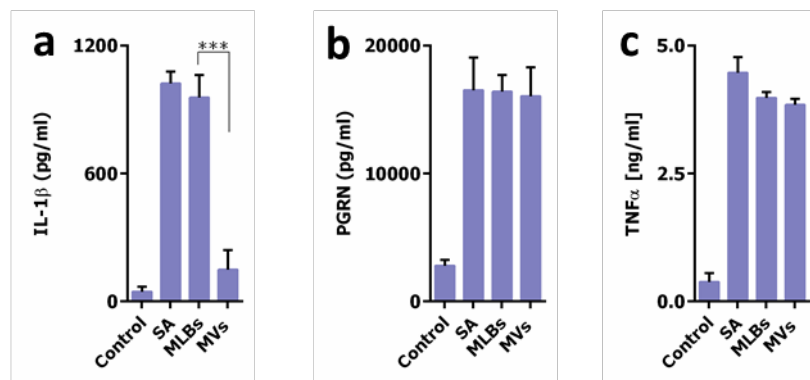 a
1200
600
0
IL-1β (pg/ml)
***
Control
SA
MLBs
MVs
b
20000
10000
0
PGRN (pg/ml)
Control
SA
MLBs
MVs
c
5.0
2.5
0.0
TNFα [ng/ml]
Control
SA
MLBs
MVs